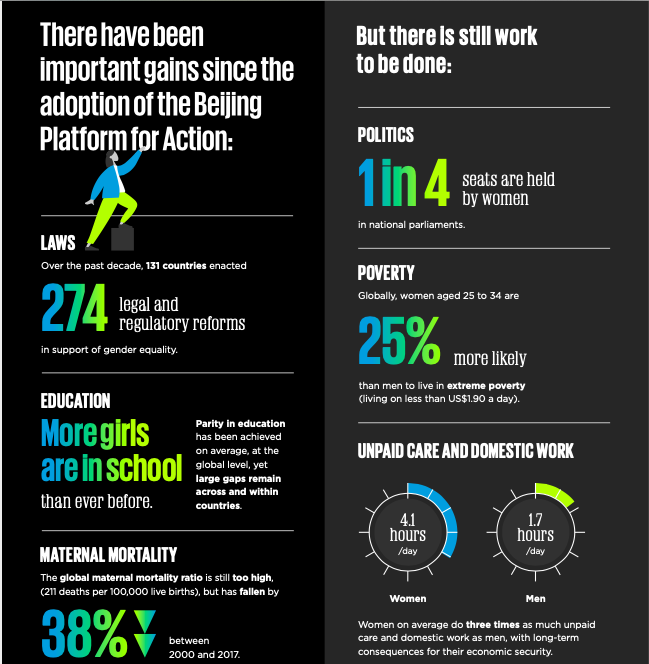 There have been
important gains since the
adoption of the Beijing
Platform for Action:
LAWS
Over the past decade, 131 countries enacted
274 legal and
regulatory reforms
in support of gender equality.
EDUCATION
More girls
are in school
than ever before.
Parity in education
has been achieved
on average, at the
global level, yet
large gaps remain
across and within
countries.
MATERNAL MORTALITY
The global maternal mortality ratio is still too high,
(211 deaths per 100,000 live births), but has fallen by
38%
between
2000 and 2017.
But there is still work
to be done:
POLITICS
1 in 4 seats are held
by women
in national parliaments.
POVERTY
Globally, women aged 25 to 34 are
25% more likely
than men to live in extreme poverty
(living on less than US$1.90 a day).
UNPAID CARE AND DOMESTIC WORK
4.1
hours
/day
Women
1.7
hours
/day
Men
Women on average do three times as much unpaid
care and domestic work as men, with long-term
consequences for their economic security.